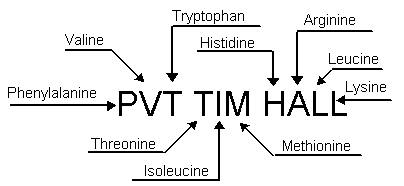 Tryptophan
Arginine
Valine
Histidine
Leucine
Phenylalanine
PVT TIM HALL
Lysine
Threonine
Methionine
Isoleucine